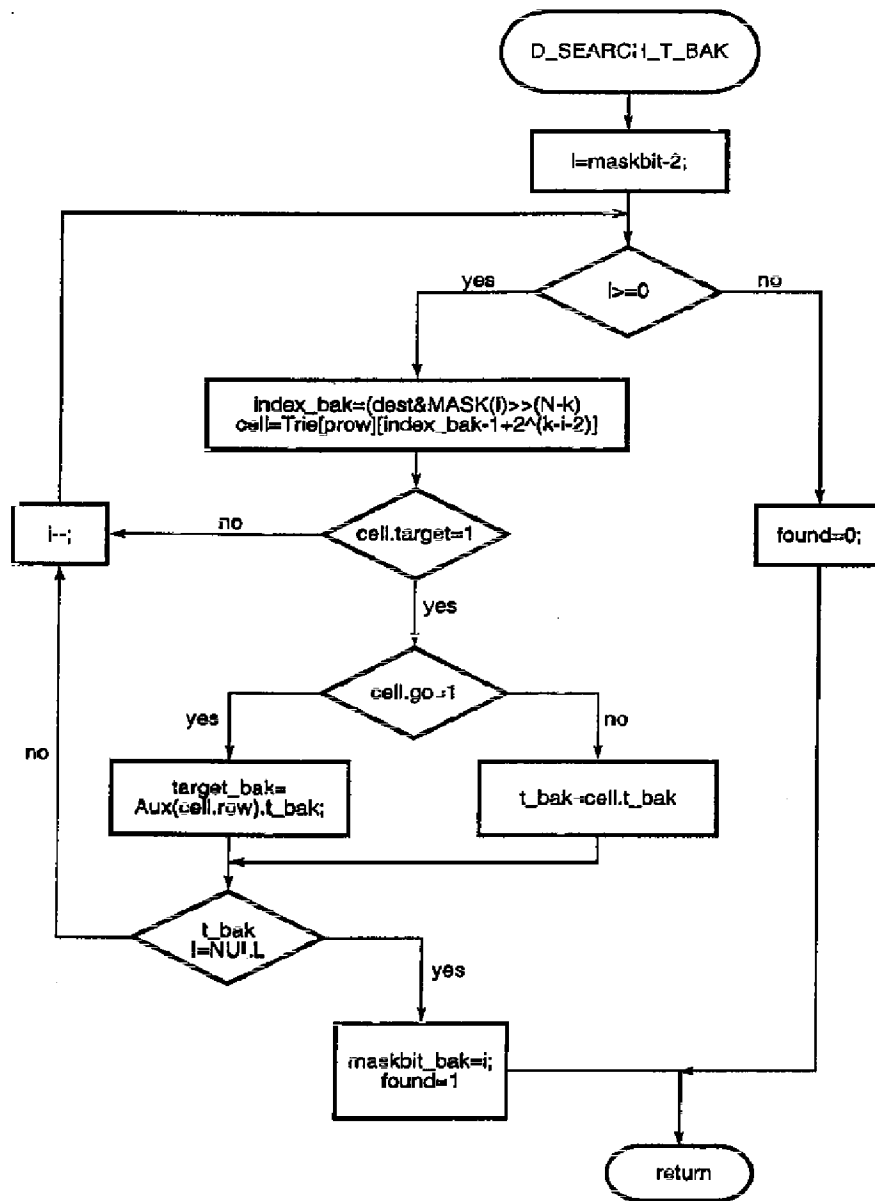 D_SEARCH_T_BAK
i=maskbit-2;
i>=0
yes
no
index_bak=(dest&MASK(i)>>(N-k)
cell=Trie[prow][index_bak-1+2^(k-i-2)]
i--;
no
cell.target=1
found=0;
yes
cell.go=1
yes
no
no
target_bak=
Aux(cell.row).t_bak;
t_bak=cell.t_bak
t_bak
!=NULL
yes
maskbit_bak=i;
found=1
return